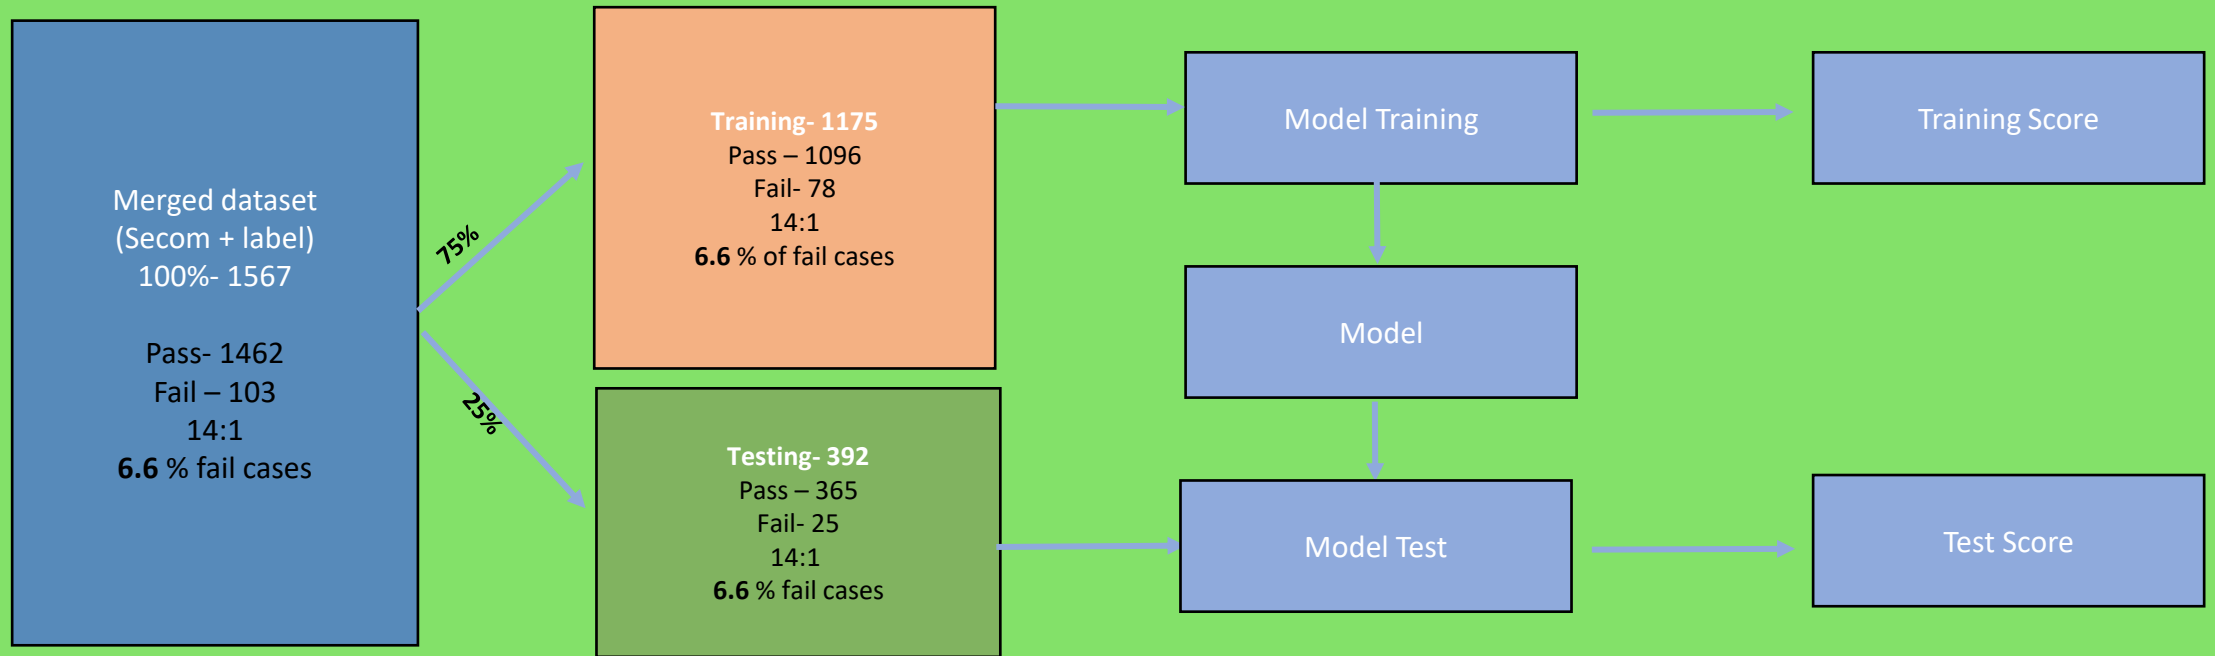 Merged dataset
(Secom + label)
100%- 1567
Pass- 1462
Fail – 103
14:1
6.6 % fail cases
75%
25%
Training- 1175
Pass – 1096
Fail- 78
14:1
6.6 % of fail cases
Testing- 392
Pass – 365
Fail- 25
14:1
6.6 % fail cases
Model Training
Training Score
Model
Model Test
Test Score